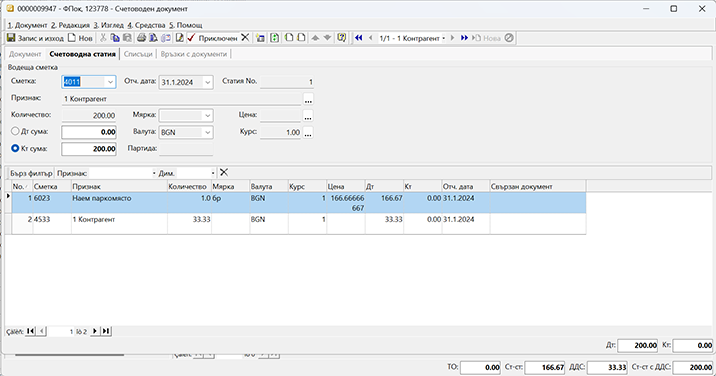 0000009947 - ФПок, 123778 - Счетоводен документ
1. Документ 2. Редакция 3. Изглед 4. Средства 5. Помощ
Запис и изход Нов Приключен 1/1 - 1 Контрагент Нова
Документ Счетоводна статия Списъци Връзки с документи
Водеща сметка
Сметка: 4011 Отч. дата: 31.1.2024 Статия No. 1
Признак: 1 Контрагент ...
Количество: 200.00 Мярка: Цена: ...
Дт сума: 0.00 Валута: BGN Курс: 1.00 ...
Кт сума: 200.00 Партида:
Бърз филтър Признак: Дим.
No. Сметка Признак Количество Мярка Валута Курс Цена Дт Кт Отч. дата Свързан документ
1 6023 Наем паркомясто 1.0 бр BGN 1 166.66666 166.67 0.00 31.1.2024
667
2 4533 1 Контрагент 33.33 BGN 1 33.33 0.00 31.1.2024
Çàïèñ: 1 îò 2
Дт: 200.00 Кт: 0.00
ТО: 0.00 Ст-ст: 166.67 ДДС: 33.33 Ст-ст с ДДС: 200.00